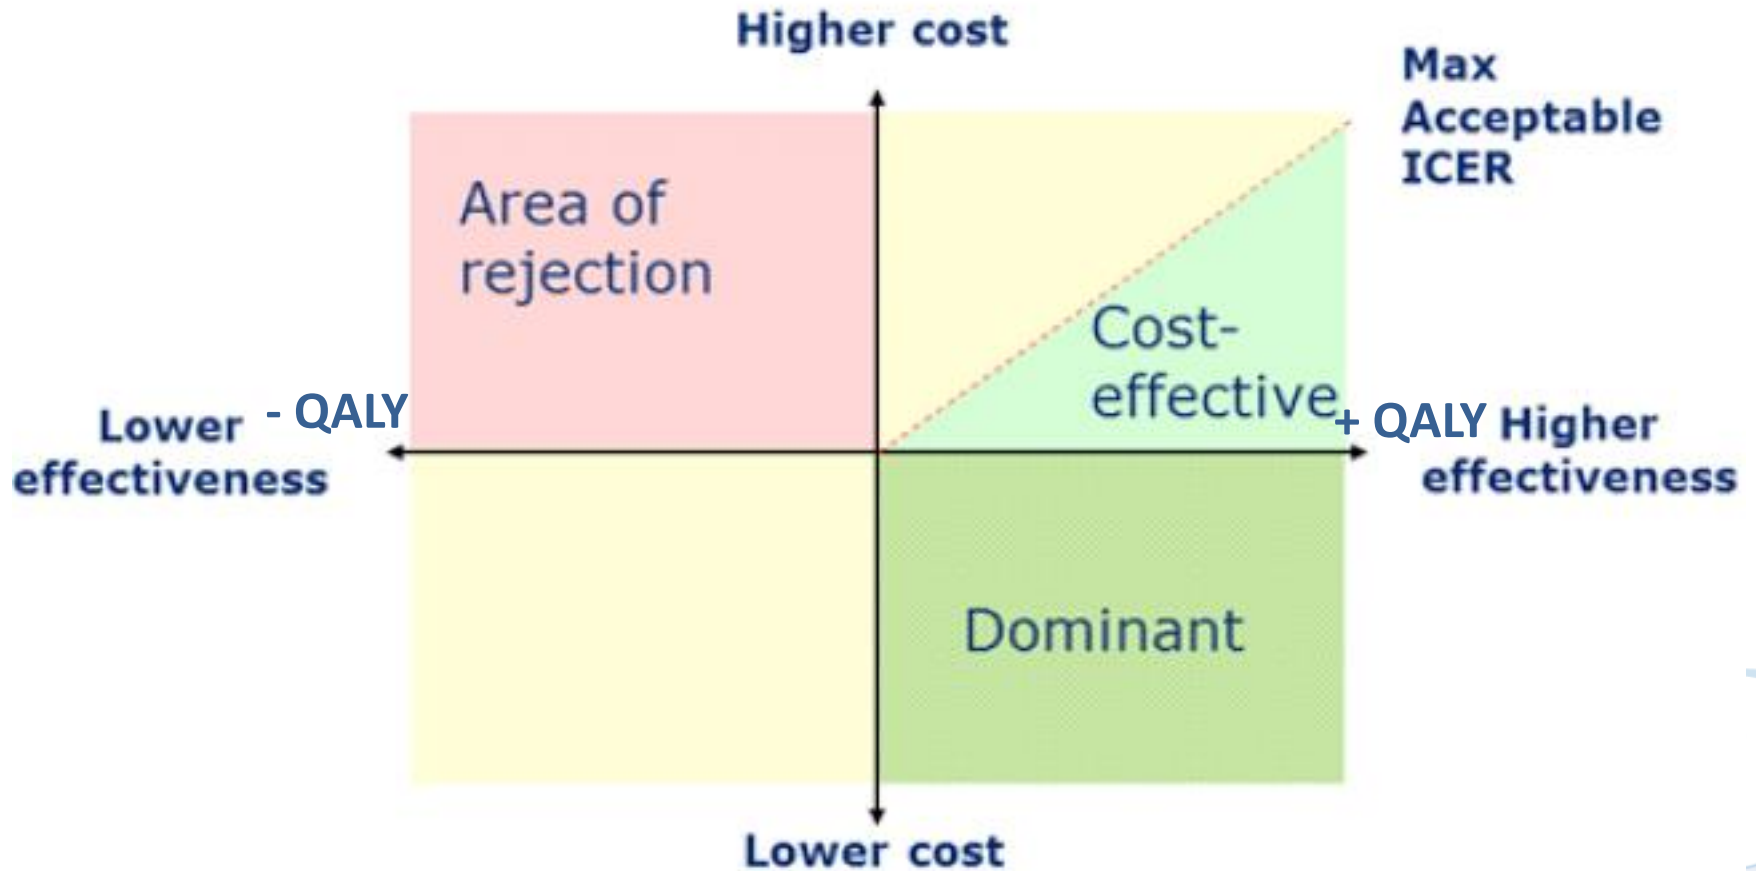 Higher cost
Max
Acceptable
ICER
Area of
rejection
Cost-
effective
Lower
effectiveness
- QALY
+ QALY
Higher
effectiveness
Dominant
Lower cost